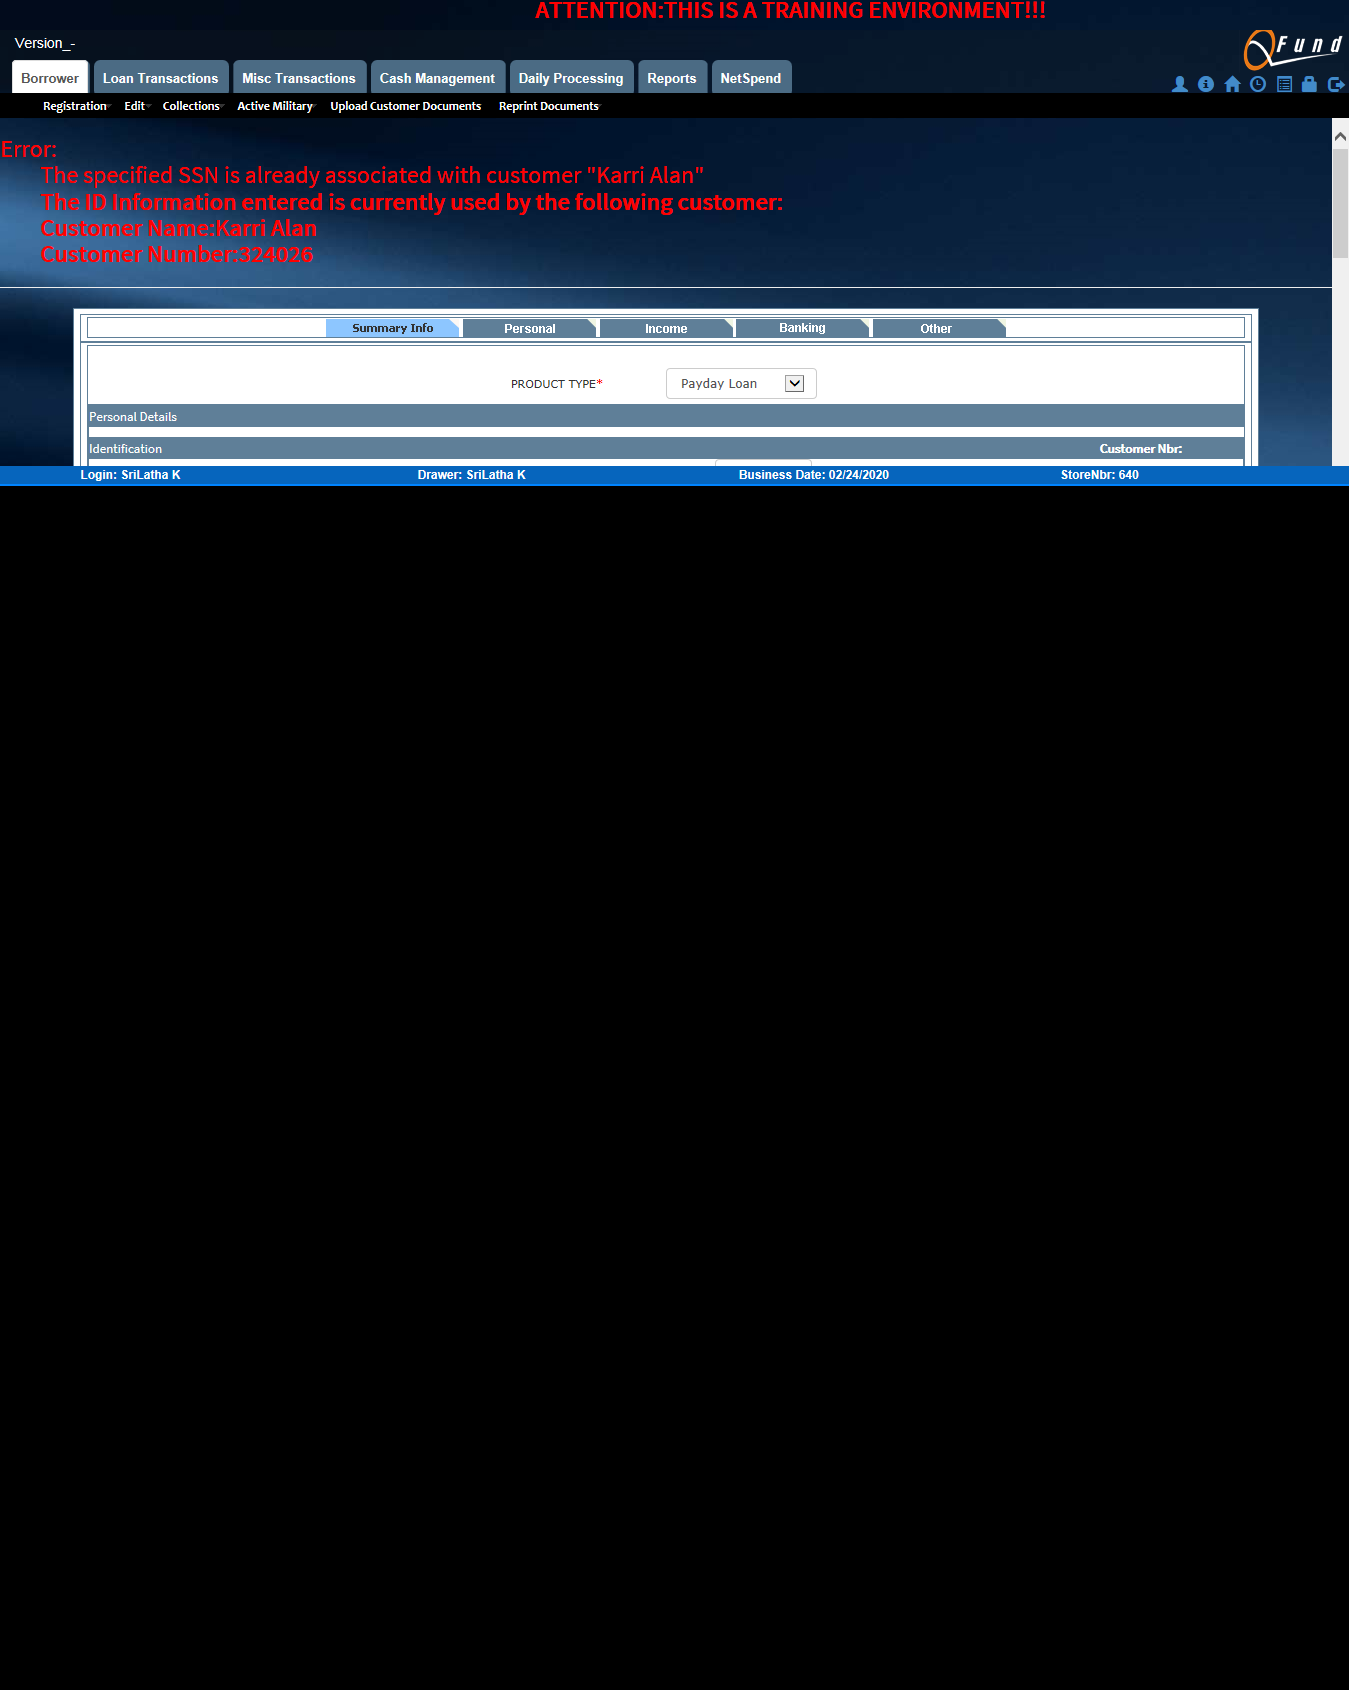 ATTENTION:THIS IS A TRAINING ENVIRONMENT!!!
Version_-
QFund
Borrower Loan Transactions Misc Transactions Cash Management Daily Processing Reports NetSpend
Registration Edit Collections Active Military Upload Customer Documents Reprint Documents
Error:
The specified SSN is already associated with customer "Karri Alan"
The ID Information entered is currently used by the following customer:
Customer Name:Karri Alan
Customer Number:324026
Summary Info Personal Income Banking Other
PRODUCT TYPE* Payday Loan
Personal Details
Identification Customer Nbr:
Login: SriLatha K Drawer: SriLatha K Business Date: 02/24/2020 StoreNbr: 640